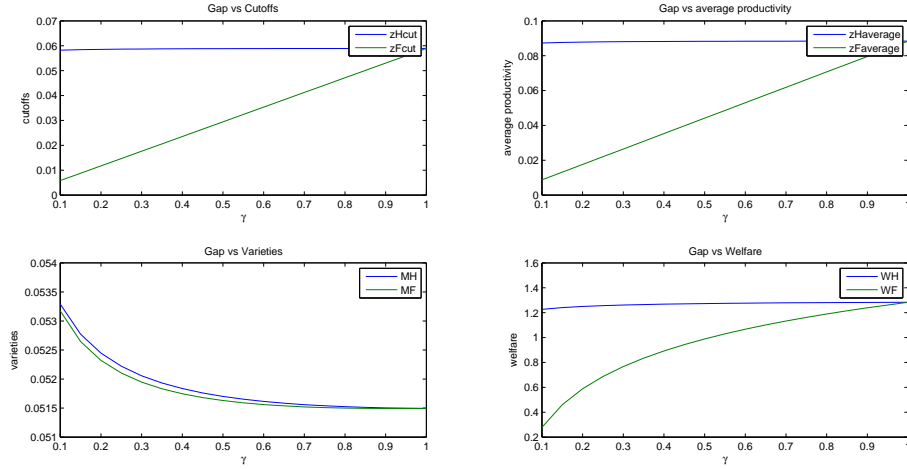 Gap vs Cutoffs
0.07
0.06
0.05
0.04
0.03
0.02
0.01
0
cutoffs
zHcut
zFcut
0.1 0.2 0.3 0.4 0.5 0.6 0.7 0.8 0.9 1
γ
Gap vs average productivity
0.1
0.08
0.06
0.04
0.02
0
average productivity
zHaverage
zFaverage
0.1 0.2 0.3 0.4 0.5 0.6 0.7 0.8 0.9 1
γ
Gap vs Varieties
0.054
0.0535
0.053
0.0525
0.052
0.0515
0.051
varieties
MH
MF
0.1 0.2 0.3 0.4 0.5 0.6 0.7 0.8 0.9 1
γ
Gap vs Welfare
1.6
1.4
1.2
1
0.8
0.6
0.4
0.2
welfare
WH
WF
0.1 0.2 0.3 0.4 0.5 0.6 0.7 0.8 0.9 1
γ